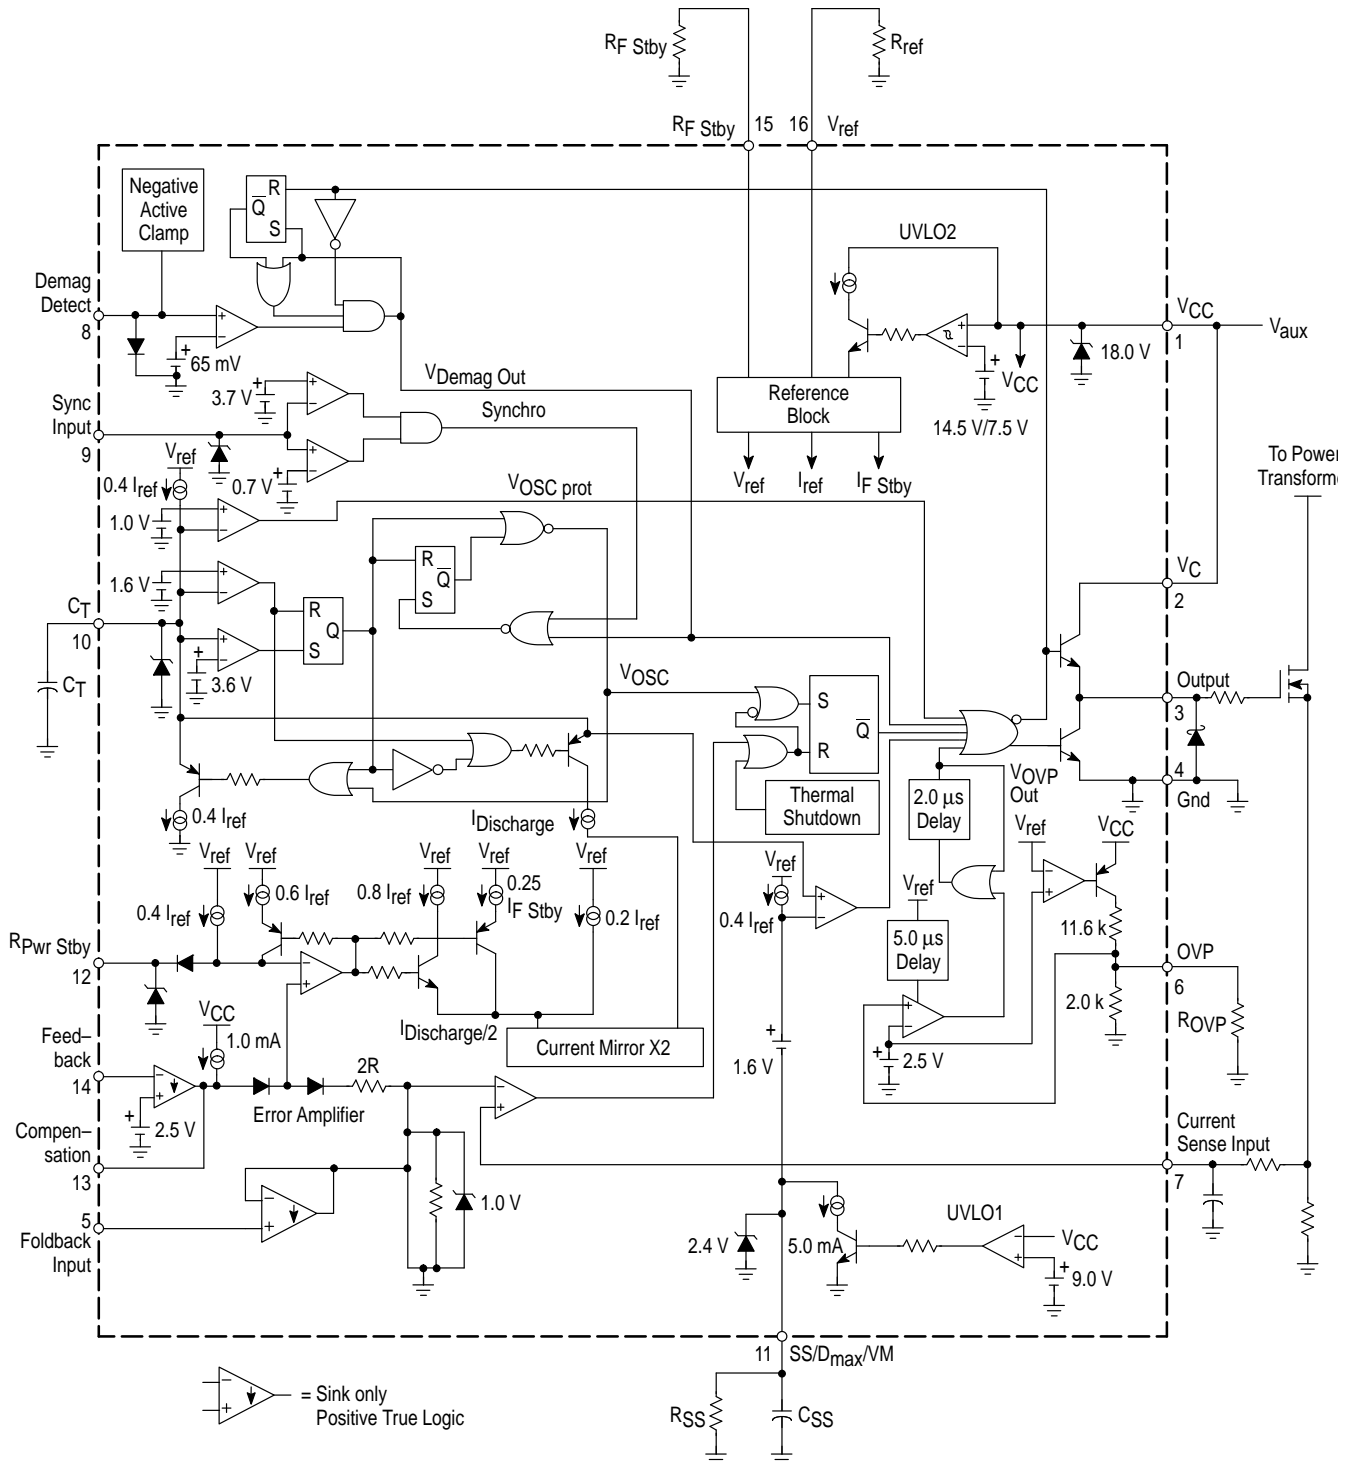 RF Stby
Rref
RF Stby 15 16 Vref
Negative
Active
Clamp
R
Q
S
UVLO2
Demag
Detect
8
65 mV
VCC
1
Vaux
18.0 V
VCC
14.5 V/7.5 V
Reference
Block
Vref
Iref
IF Stby
VDemag Out
3.7 V
Synchro
Sync
Input
9
Vref
0.4 Iref
0.7 V
VOSC prot
1.0 V
To Power
Transform
R
Q
S
1.6 V
R
Q
S
CT
10
CT
3.6 V
VC
2
VOSC
S
Q
R
Output
3
4
Gnd
Thermal
Shutdown
2.0 µs
Delay
VOVP
Out
0.4 Iref
IDischarge
Vref
Vref
Vref
Vref
Vref
Vref
Vref
Vref
VCC
0.4 Iref
0.6 Iref
0.8 Iref
0.25
IF Stby
0.2 Iref
0.4 Iref
5.0 µs
Delay
11.6 k
RPwr Stby
12
OVP
6
2.0 k
ROVP
VCC
1.0 mA
IDischarge/2
Current Mirror X2
1.6 V
2.5 V
Feed–
back
14
2R
Error Amplifier
2.5 V
Compen–
sation
13
Current
Sense Input
7
5
Foldback
Input
1.0 V
2.4 V
5.0 mA
UVLO1
VCC
9.0 V
11 SS/Dmax/VM
RSS
CSS
= Sink only
Positive True Logic